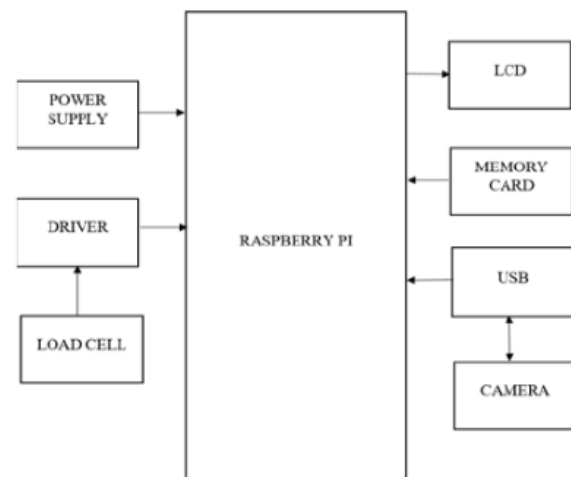 POWER
SUPPLY
DRIVER
LOAD CELL
RASPBERRY PI
LCD
MEMORY
CARD
USB
CAMERA